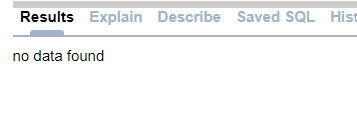 Results Explain Describe Saved SQL Hist
no data found